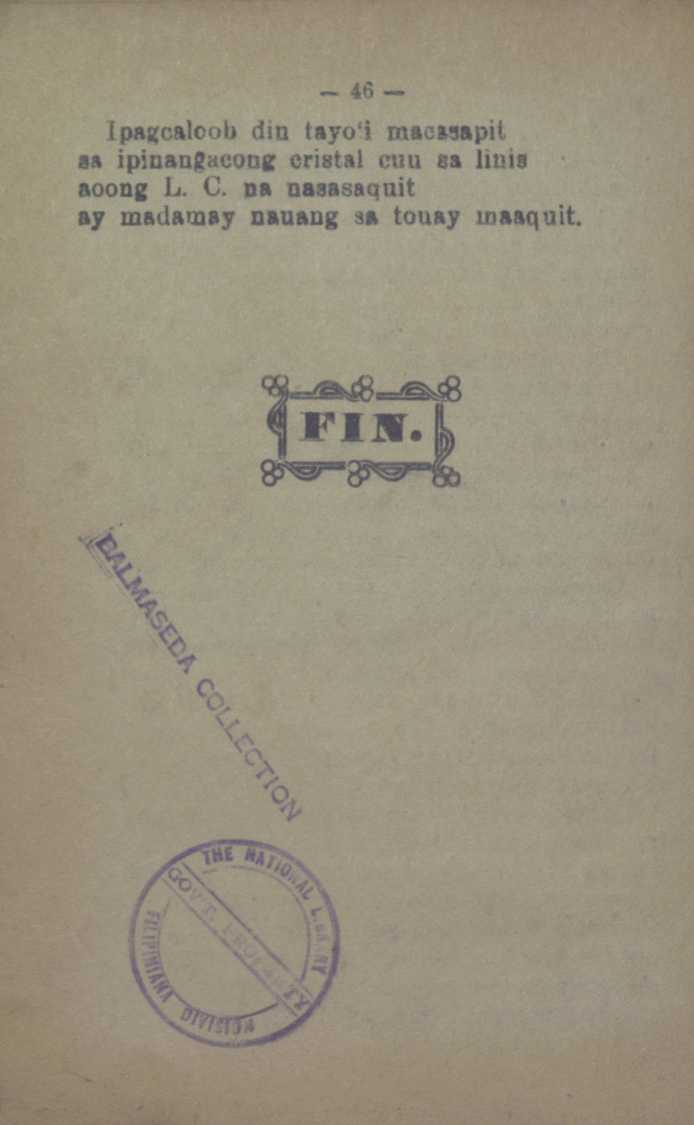 — 46 —
Ipagcaloob din tayo'i macasapit
sa ipinangacong cristal cun sa linis
aoong L. C. na nasasaquit
ay madamay nauang sa touay maaquit.
FIN.
BALMASEDA COLLECTION
THE NATIONAL LIBRARY
GOV'T. PROPERTY
FILIPINIANA DIVISION